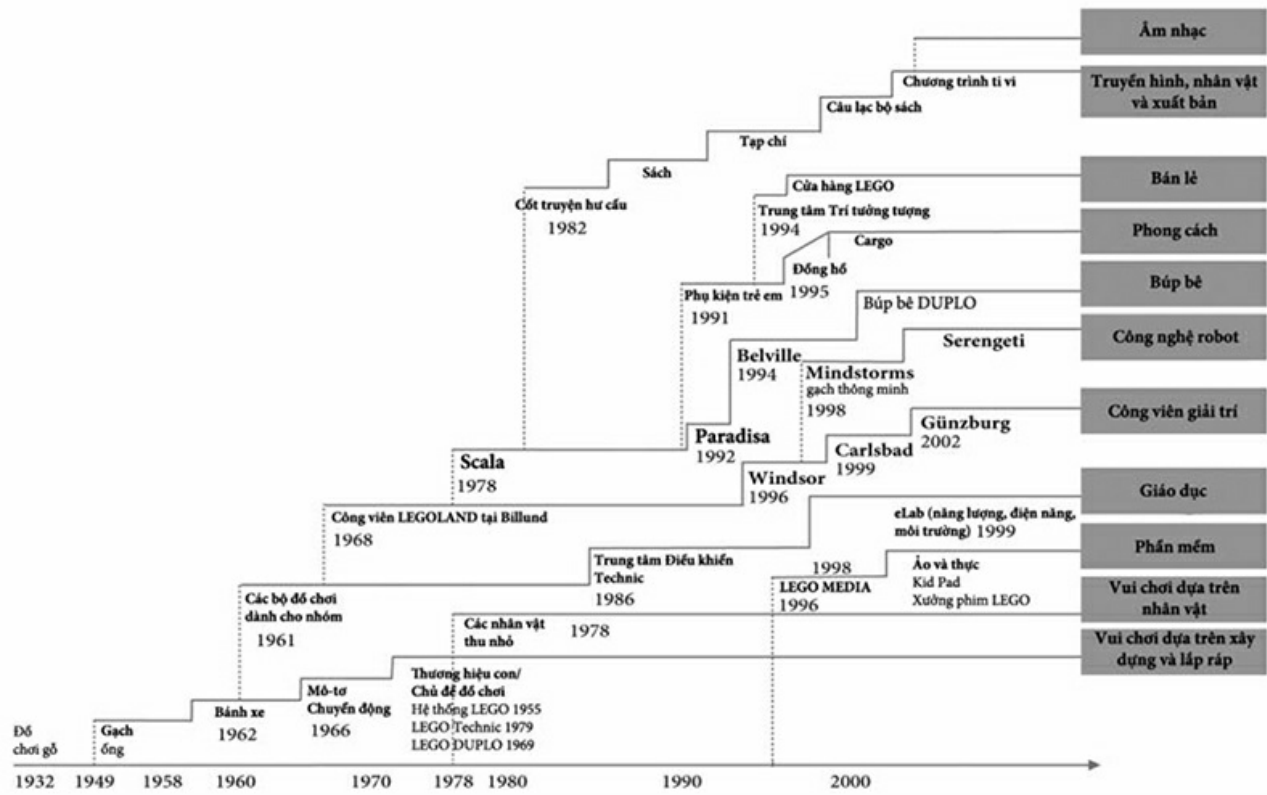 Âm nhạc
Chương trình ti vi
Truyền hình, nhân vật
và xuất bản
Câu lạc bộ sách
Tạp chí
Sách
Cửa hàng LEGO
Bán lẻ
Cốt truyện hư cấu
1982
Trung tâm Trí tưởng tượng
1994
Cargo
Phong cách
Đồng hồ
1995
Phụ kiện trẻ em
1991
Búp bê DUPLO
Búp bê
Belville
1994
Serengeti
Công nghệ robot
Mindstorms
gạch thông minh
1998
Günzburg
2002
Công viên giải trí
Paradisa
1992
Carlsbad
1999
Scala
1978
Windsor
1996
Giáo dục
Công viên LEGOLAND tại Billund
1968
eLab (năng lượng, điện năng,
môi trường) 1999
Phần mềm
Trung tâm Điều khiển
Technic
1986
1998
LEGO MEDIA
1996
Ảo và thực
Kid Pad
Xưởng phim LEGO
Vui chơi dựa trên
nhân vật
Các bộ đồ chơi
dành cho nhóm
1961
Các nhân vật
thu nhỏ
1978
Vui chơi dựa trên xây
dựng và lắp ráp
Thương hiệu con/
Chủ đề đồ chơi
Hệ thống LEGO 1955
LEGO Technic 1979
LEGO DUPLO 1969
Mô-tơ
Chuyển động
1966
Bánh xe
1962
Gạch
ống
Đồ
chơi gỗ
1932 1949 1958 1960 1970 1978 1980 1990 2000